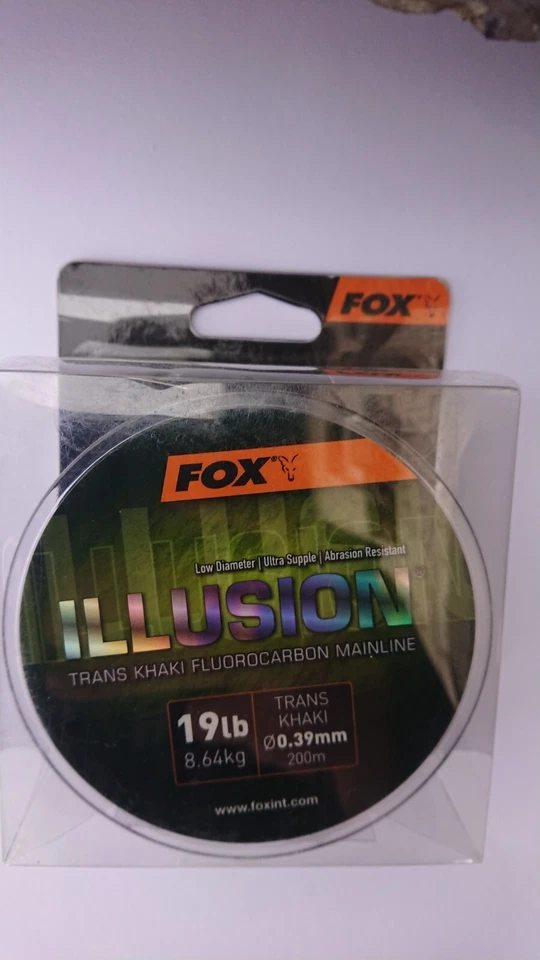 FOX
FOX®
Low Diameter | Ultra Supple | Abrasion Resistant
ILLUSION®
TRANS KHAKI FLUOROCARBON MAINLINE
19lb
8.64kg
TRANS
KHAKI
Ø0.39mm
200m
www.foxint.com